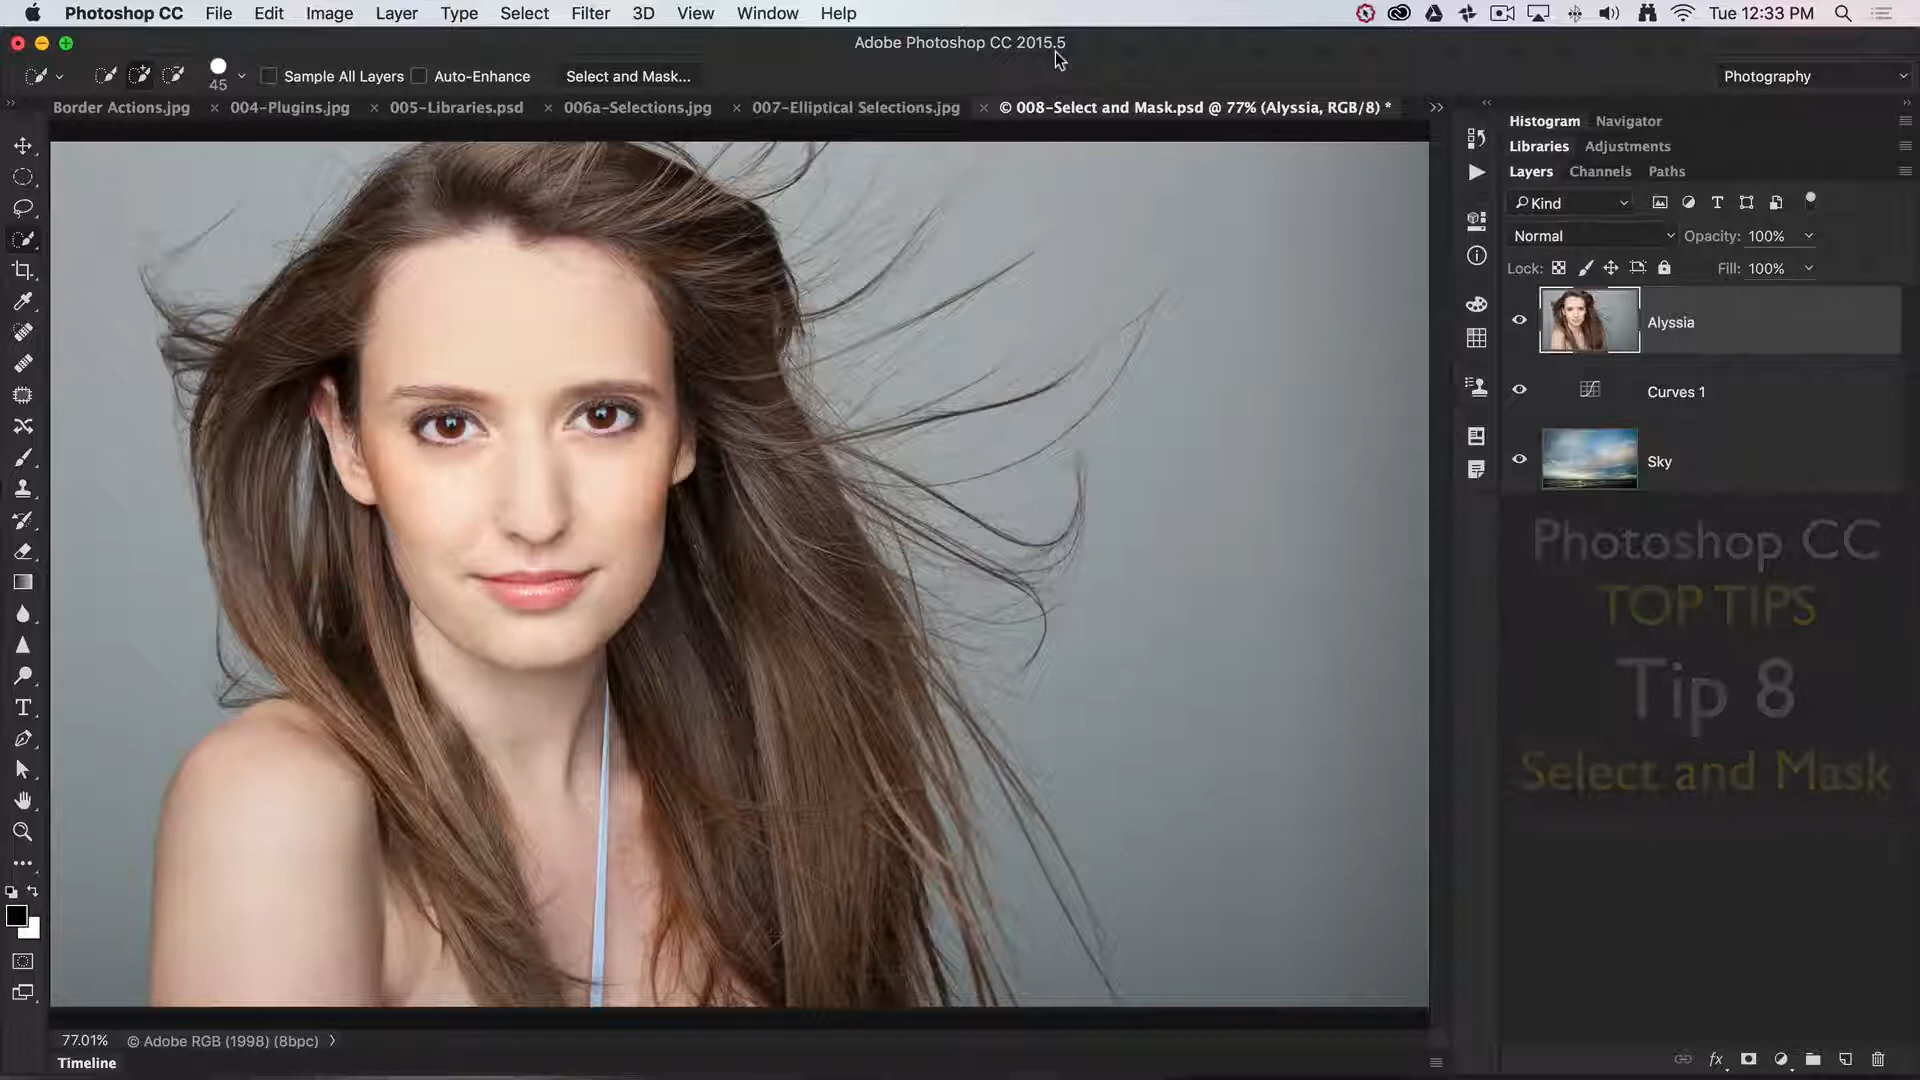 Photoshop CC File Edit Image Layer Type Select Filter 3D View Window Help Tue 12:33 PM
Adobe Photoshop CC 2015.5
45 Sample All Layers Auto-Enhance Select and Mask... Photography
Border Actions.jpg × 004-Plugins.jpg × 005-Libraries.psd × 006a-Selections.jpg × 007-Elliptical Selections.jpg × © 008-Select and Mask.psd @ 77% (Alyssia, RGB/8) *
Histogram Navigator
Libraries Adjustments
Layers Channels Paths
Kind
Normal Opacity: 100%
Lock: Fill: 100%
Alyssia
Curves 1
Sky
Photoshop CC
TOP TIPS
Tip 8
Select and Mask
77.01% © Adobe RGB (1998) (8bpc)
Timeline